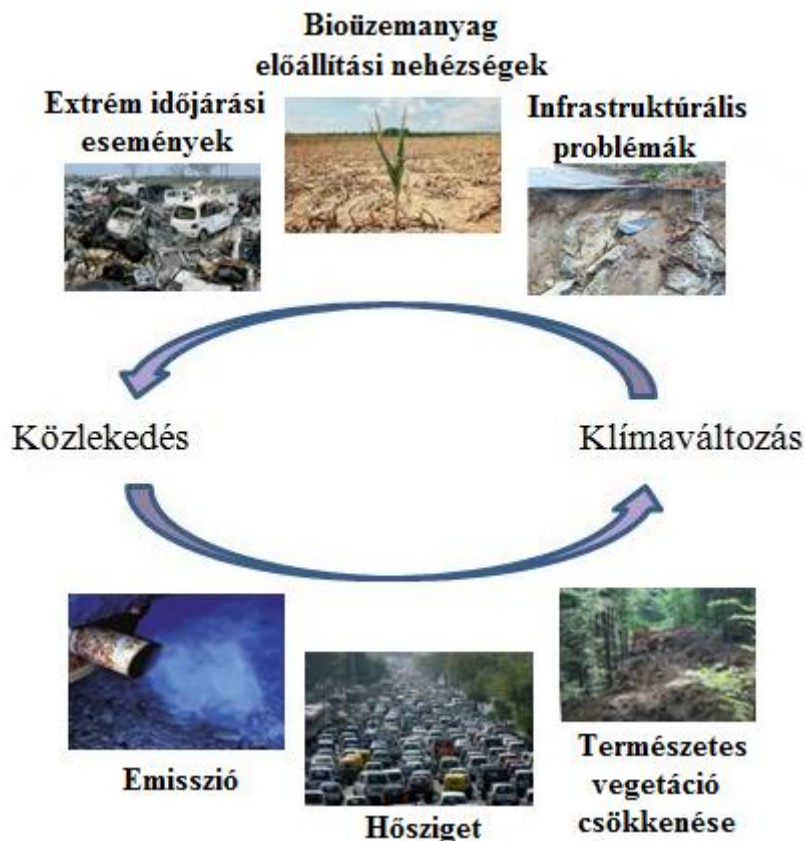 Bioüzemanyag
előállítási nehézségek
Extrém időjárási
események
Infrastruktúrális
problémák
Közlekedés
Klímaváltozás
Emisszió
Hősziget
Természetes
vegetáció
csökkenése